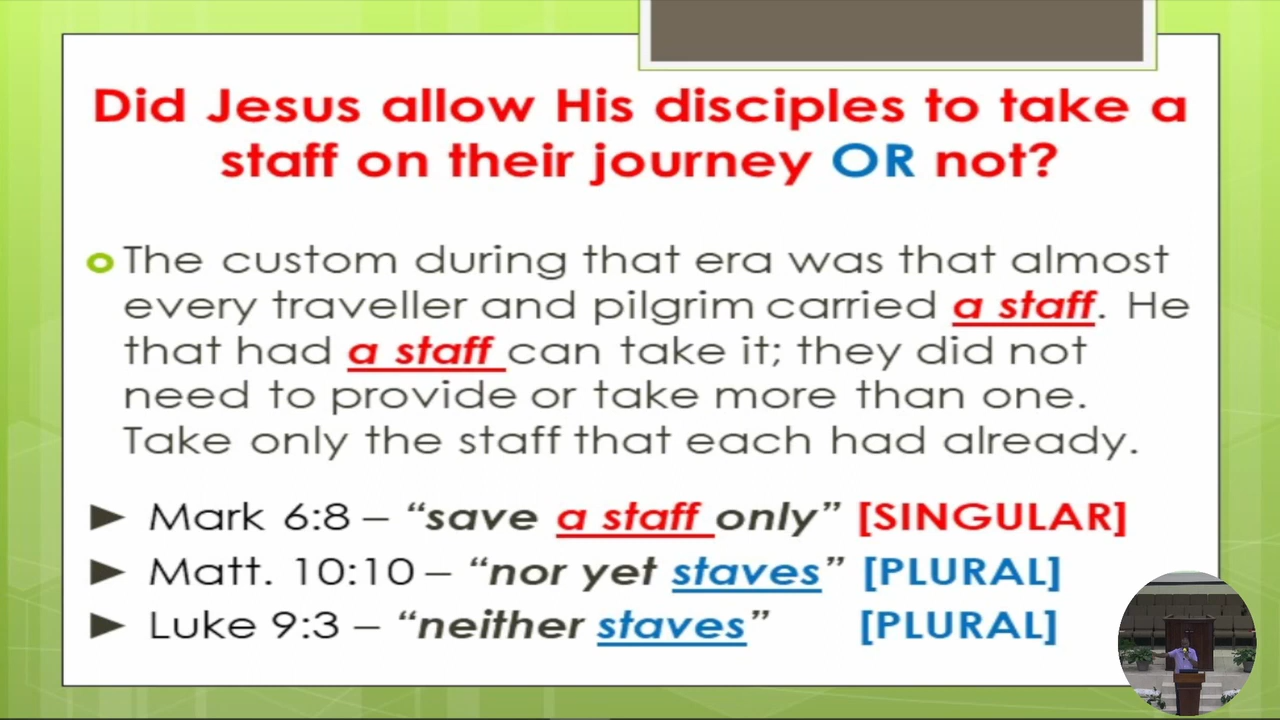 Did Jesus allow His disciples to take a
staff on their journey OR not?
The custom during that era was that almost
every traveller and pilgrim carried a staff. He
that had a staff can take it; they did not
need to provide or take more than one.
Take only the staff that each had already.
► Mark 6:8 – “save a staff only” [SINGULAR]
► Matt. 10:10 – “nor yet staves” [PLURAL]
► Luke 9:3 – “neither staves” [PLURAL]